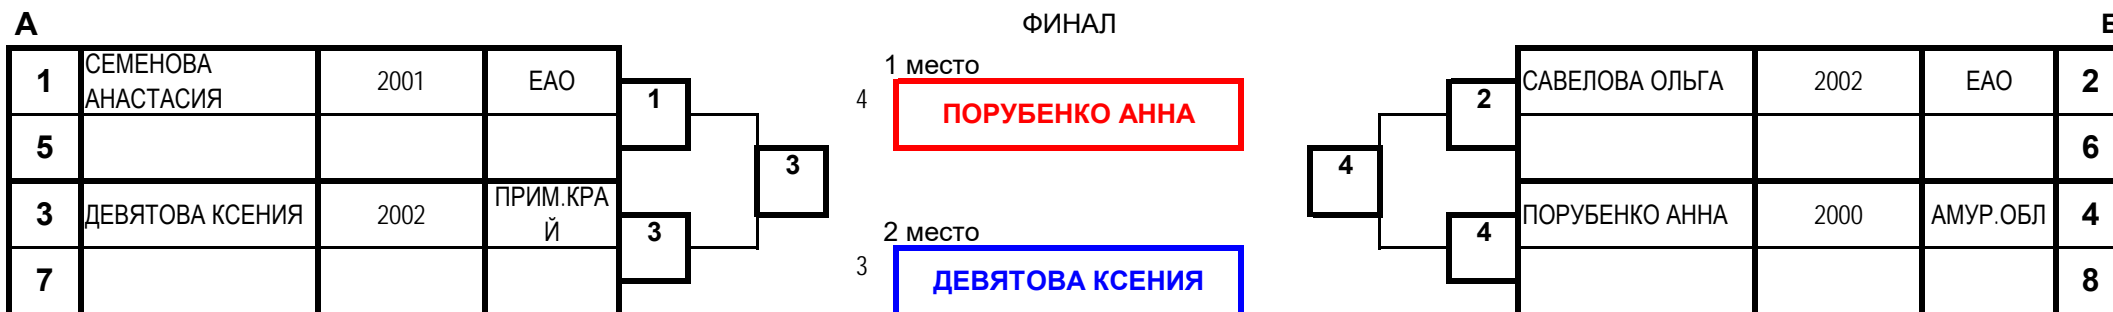 А
ФИНАЛ
1
СЕМЕНОВА
АНАСТАСИЯ
2001
ЕАО
5
1
3
ДЕВЯТОВА КСЕНИЯ
2002
ПРИМ.КРА
Й
7
3
3
1 место
4
ПОРУБЕНКО АННА
2 место
3
ДЕВЯТОВА КСЕНИЯ
4
2
САВЕЛОВА ОЛЬГА
2002
ЕАО
2
6
4
ПОРУБЕНКО АННА
2000
АМУР.ОБЛ
4
8